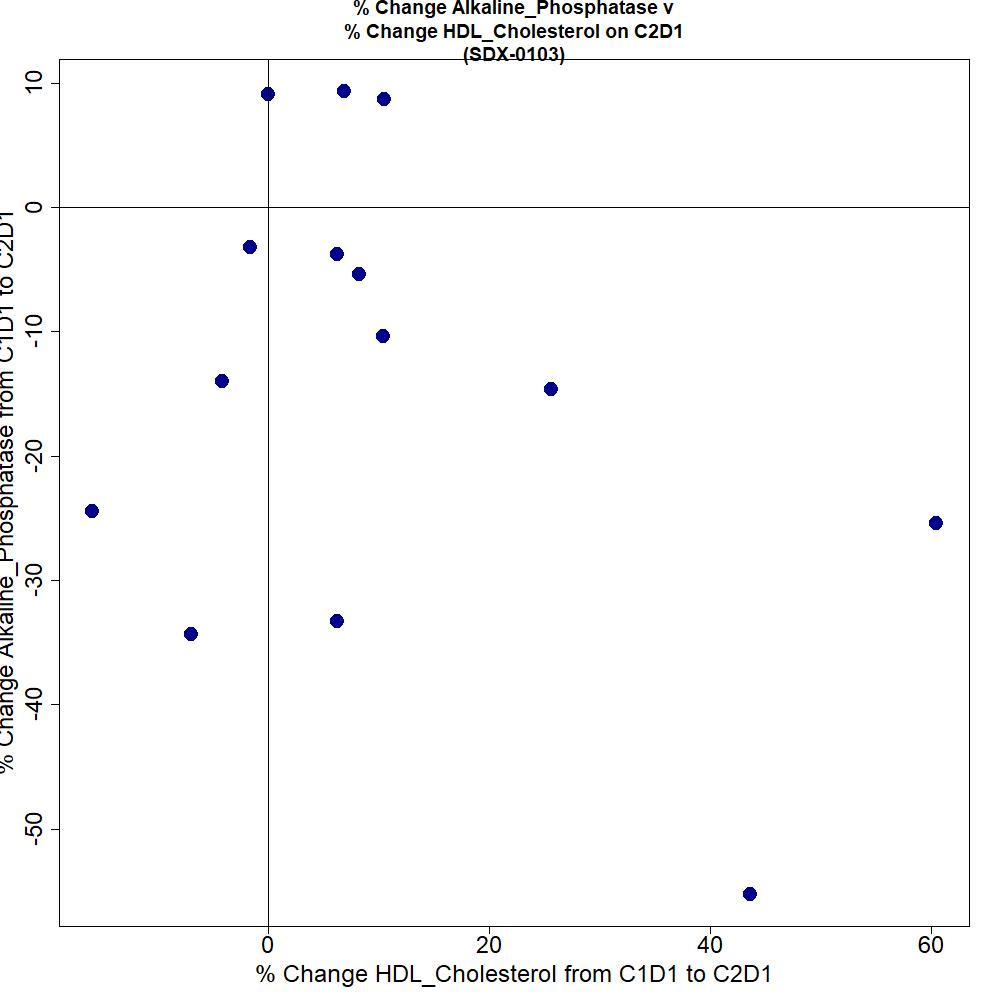 % Change Alkaline_Phosphatase v
% Change HDL_Cholesterol on C2D1
(SDX-0103)
% Change Alkaline_Phosphatase from C1D1 to C2D1
10
0
-10
-20
-30
-40
-50
0
20
40
60
% Change HDL_Cholesterol from C1D1 to C2D1